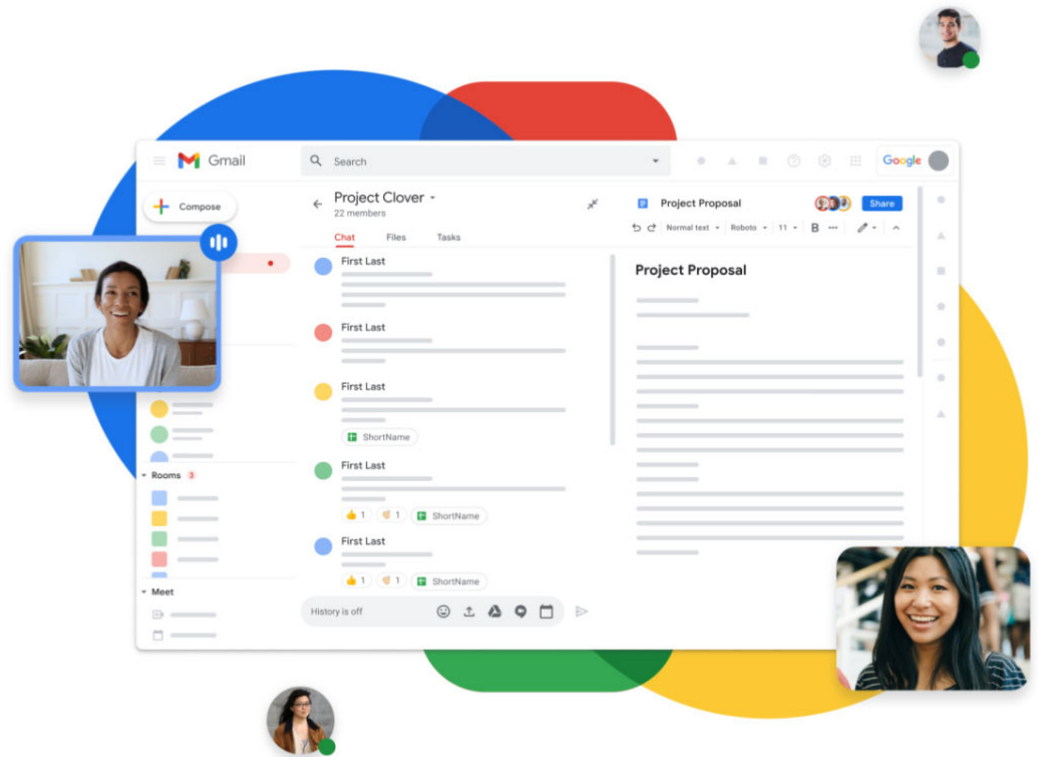 Gmail
Search
Google
Compose
Project Clover
22 members
Chat Files Tasks
First Last
First Last
First Last
ShortName
First Last
1 1 ShortName
First Last
1 1 ShortName
History is off
Rooms 3
Meet
Project Proposal
Share
Normal text Roboto 11 B
Project Proposal